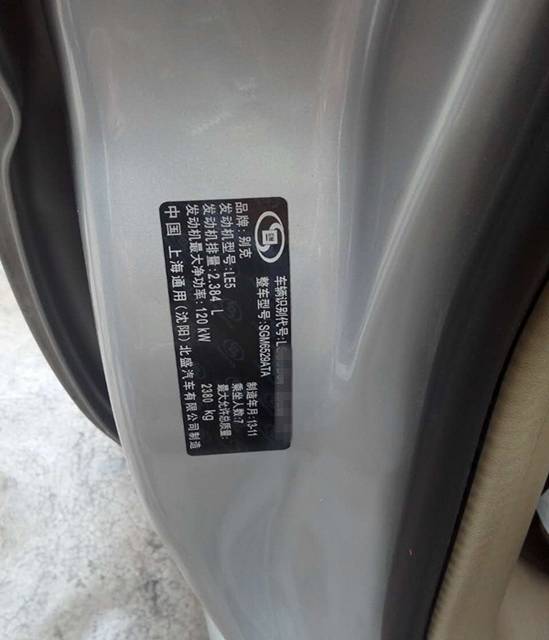 车辆识别代号:L
整车型号:SGM6529ATA
品牌:别克 制造年月:13-11
发动机型号:LE5 乘坐人数:7
发动机排量:2.384 L 最大允许总质量:
发动机最大净功率:120 kW 2380 kg
中国 上海通用(沈阳)北盛汽车有限公司制造